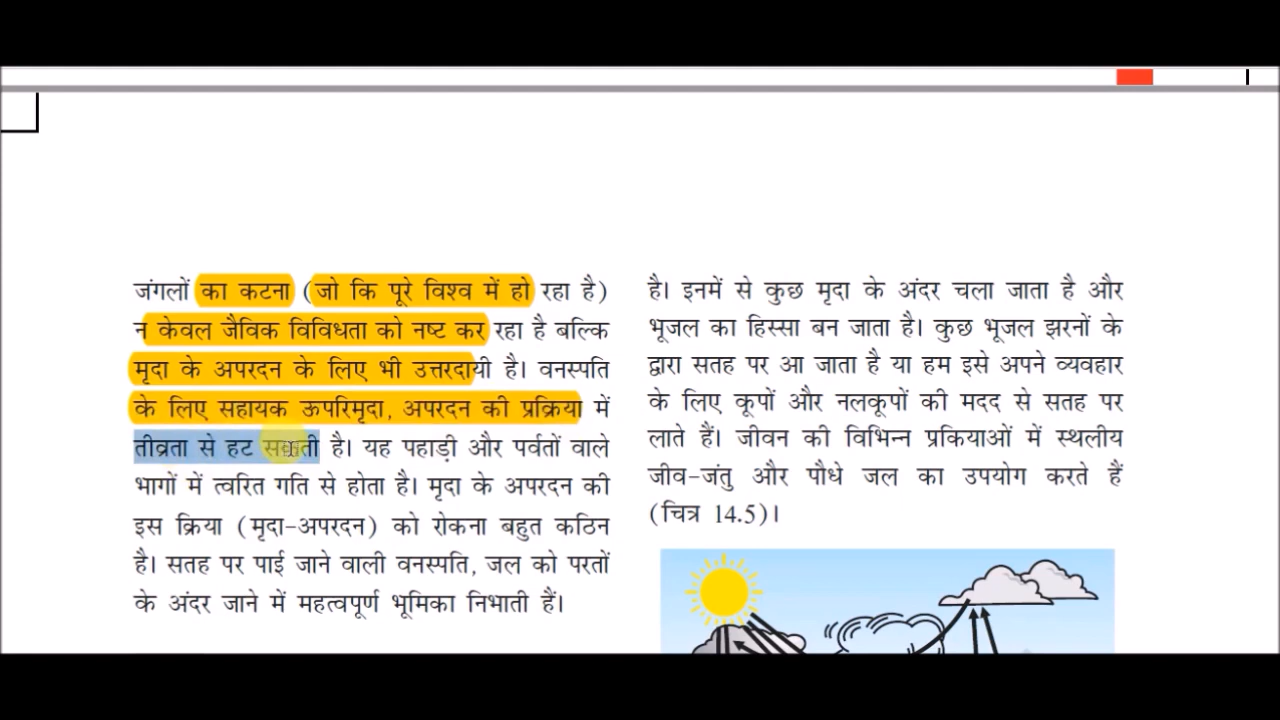 जंगलों का कटना (जो कि पूरे विश्व में हो रहा है)
न केवल जैविक विविधता को नष्ट कर रहा है बल्कि
मृदा के अपरदन के लिए भी उत्तरदायी है। वनस्पति
के लिए सहायक ऊपरिमृदा, अपरदन की प्रक्रिया में
तीव्रता से हट सकती है। यह पहाड़ी और पर्वतों वाले
भागों में त्वरित गति से होता है। मृदा के अपरदन की
इस क्रिया (मृदा-अपरदन) को रोकना बहुत कठिन
है। सतह पर पाई जाने वाली वनस्पति, जल को परतों
के अंदर जाने में महत्वपूर्ण भूमिका निभाती हैं।
है। इनमें से कुछ मृदा के अंदर चला जाता है और
भूजल का हिस्सा बन जाता है। कुछ भूजल झरनों के
द्वारा सतह पर आ जाता है या हम इसे अपने व्यवहार
के लिए कूपों और नलकूपों की मदद से सतह पर
लाते हैं। जीवन की विभिन्न प्रकियाओं में स्थलीय
जीव-जंतु और पौधे जल का उपयोग करते हैं
(चित्र 14.5)।